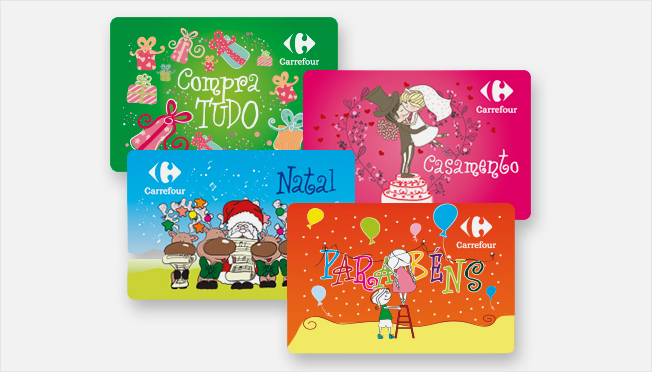 Compra
TUDO
Carrefour
Carrefour
Casamento
Carrefour
Natal
Carrefour
PARABÉNS